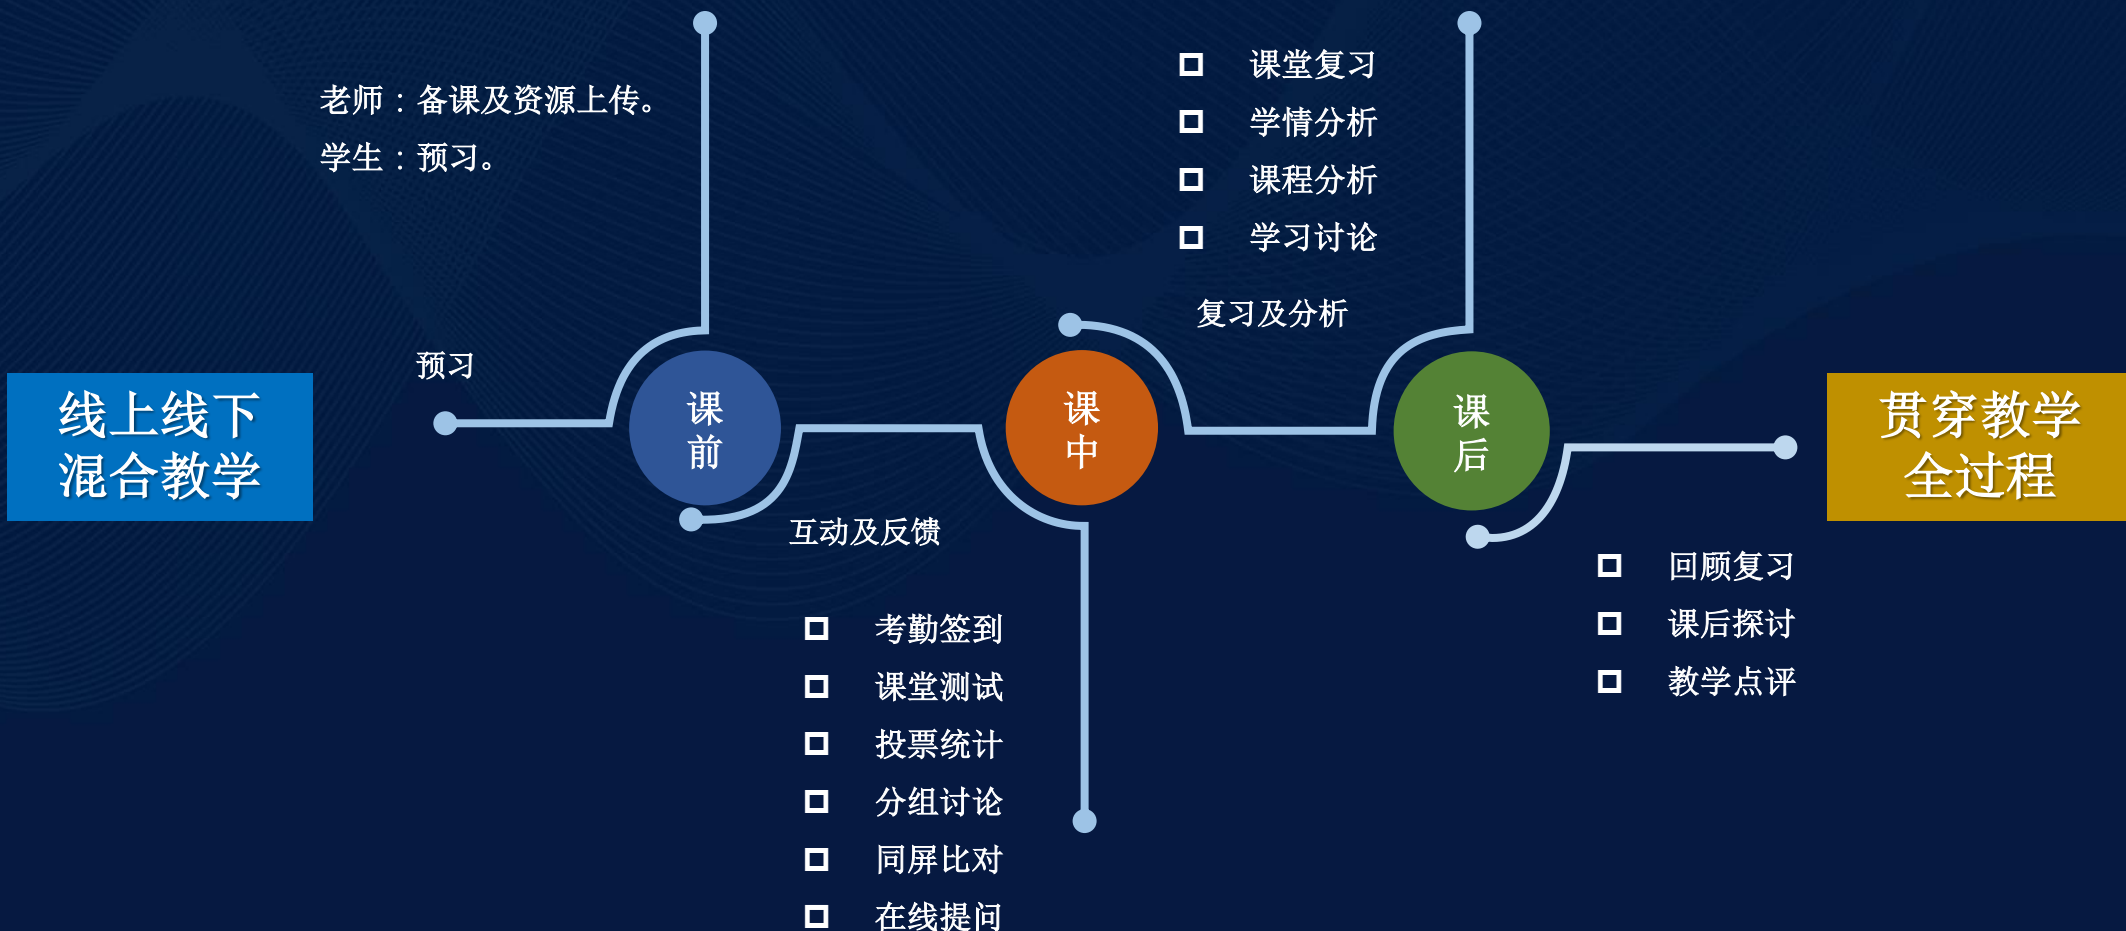 线上线下
混合教学
老师：备课及资源上传。
学生：预习。
预习
课
前
互动及反馈
考勤签到
课堂测试
投票统计
分组讨论
同屏比对
在线提问
课
中
课堂复习
学情分析
课程分析
学习讨论
复习及分析
课
后
回顾复习
课后探讨
教学点评
贯穿教学
全过程